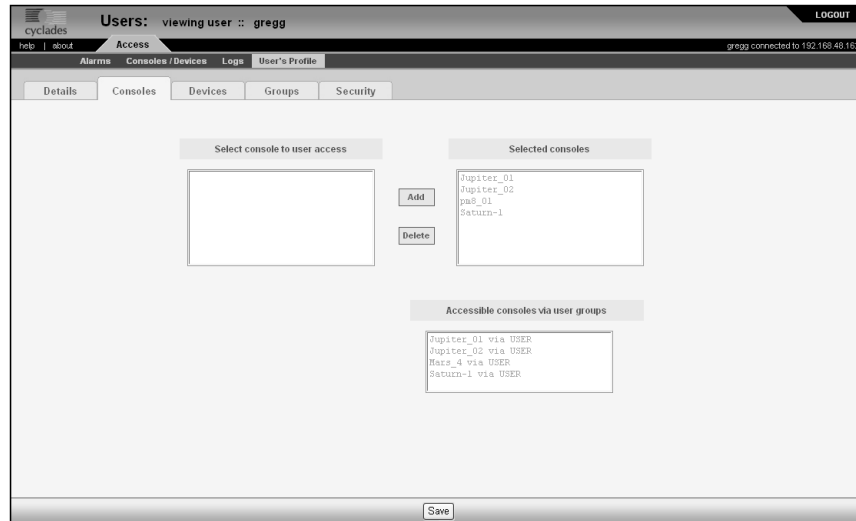 cyclades
Users: viewing user :: gregg
LOGOUT
help | about
Access
gregg connected to 192.168.48.16
Alarms Consoles / Devices Logs User's Profile
Details Consoles Devices Groups Security
Select console to user access
Selected consoles
Jupiter_01
Jupiter_02
pm8_01
Saturn-1
Add
Delete
Accessible consoles via user groups
Jupiter_01 via USER
Jupiter_02 via USER
Mars_4 via USER
Saturn-1 via USER
Save